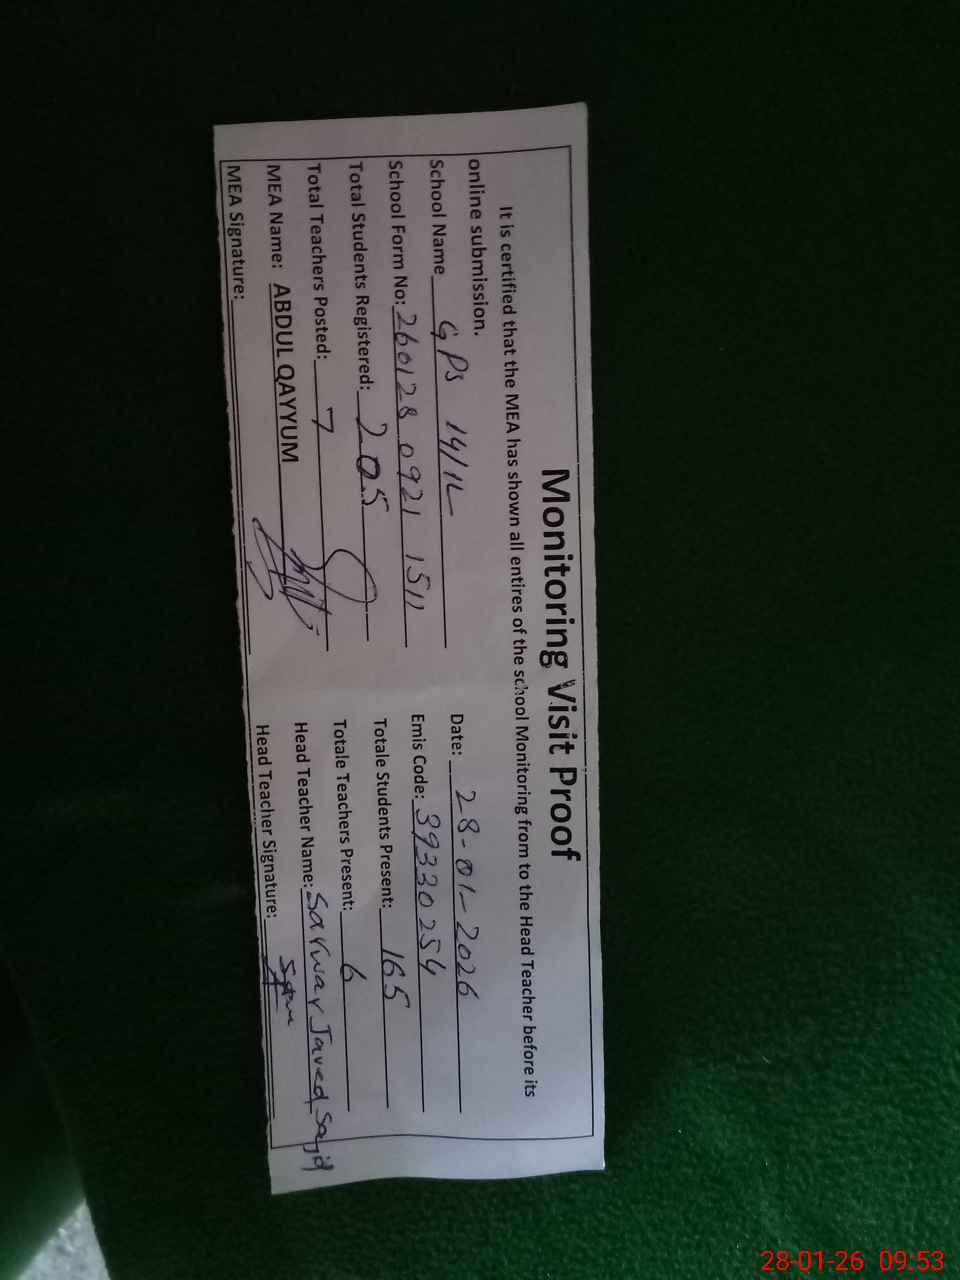 Monitoring Visit Proof
It is certified that the MEA has shown all entires of the school Monitoring from to the Head Teacher before its
online submission.
School Name GPS 14/1L Date: 28-01-2026
School Form No: 260128 0921 1511 Emis Code: 39330254
Total Students Registered: 205 Totale Students Present: 165
Total Teachers Posted: 7 Totale Teachers Present: 6
MEA Name: ABDUL QAYYUM Head Teacher Name: Sarwar Javed Sajid
MEA Signature: Head Teacher Signature:
28-01-26 09.53